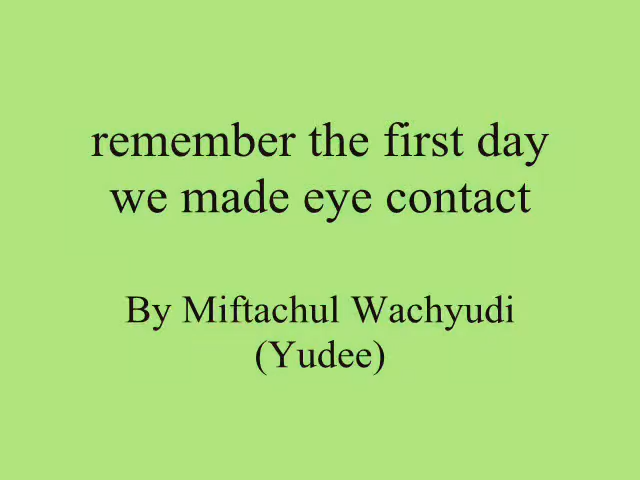 remember the first day
we made eye contact
By Miftachul Wachyudi
(Yudee)